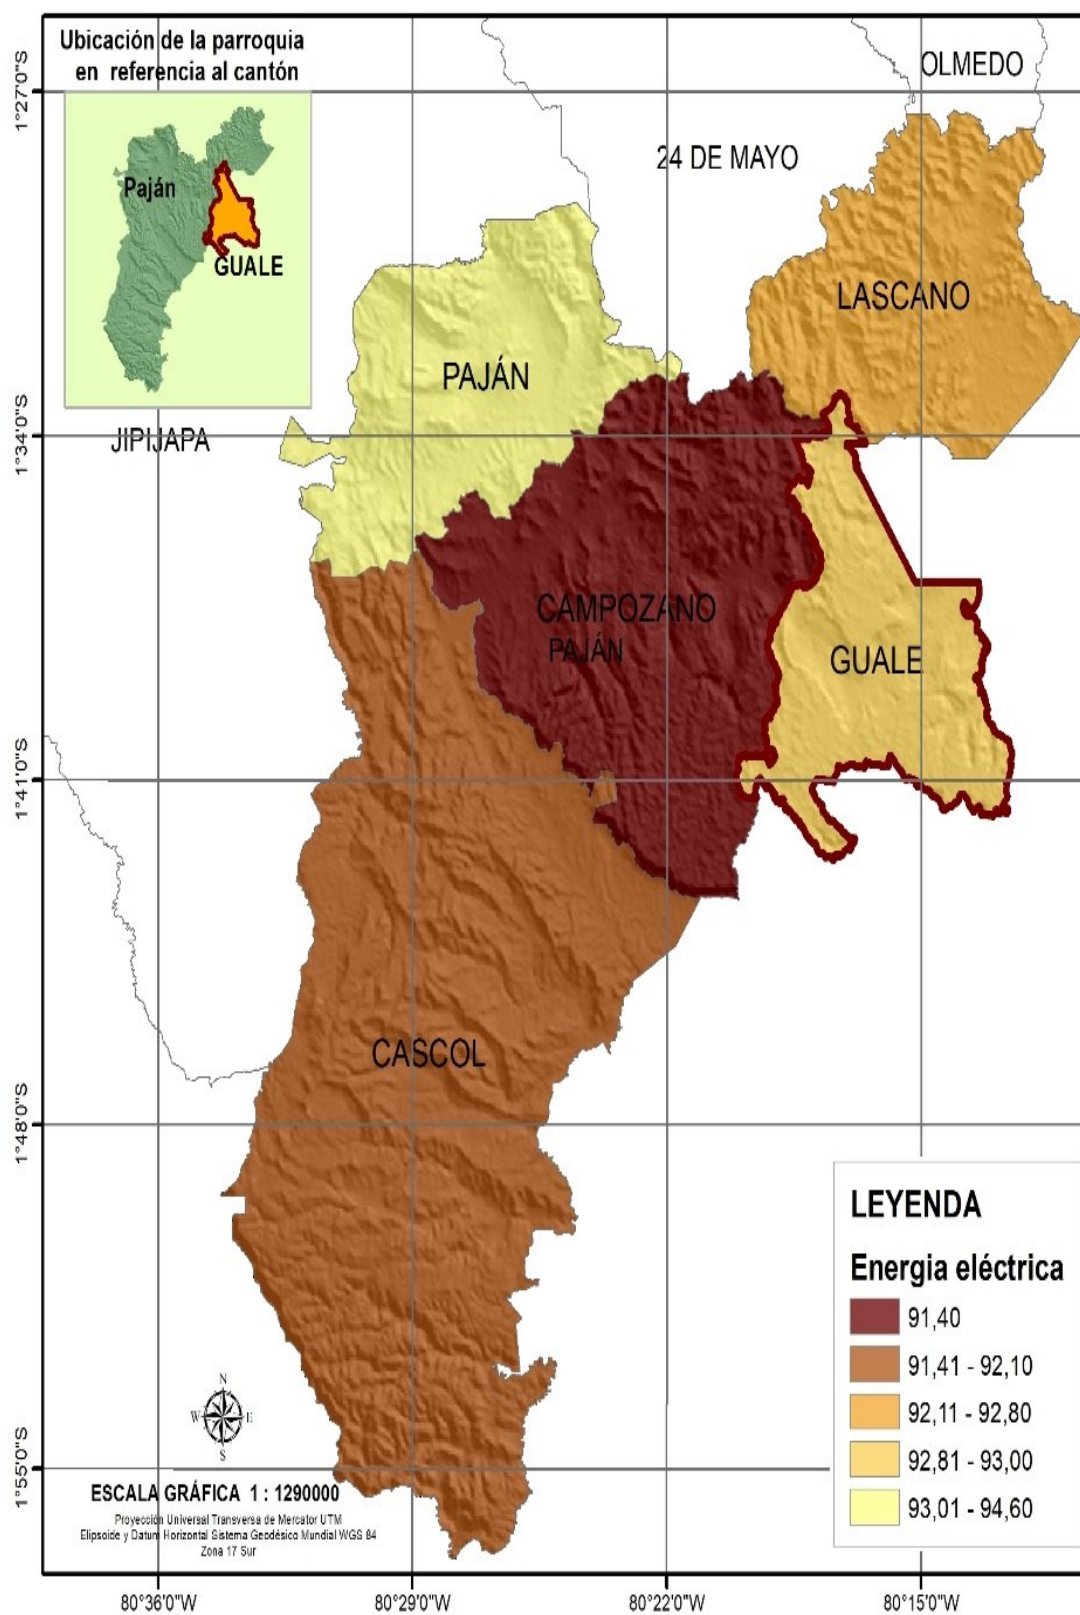 Ubicación de la parroquia
en referencia al cantón
Paján
GUALE
OLMEDO
24 DE MAYO
LASCANO
PAJÁN
JIPIJAPA
CAMPOZANO
PAJÁN
GUALE
CASCOL
1°27'0"S
1°34'0"S
1°41'0"S
1°48'0"S
1°55'0"S
LEYENDA
Energia eléctrica
91,40
91,41 - 92,10
92,11 - 92,80
92,81 - 93,00
93,01 - 94,60
N
W E
S
ESCALA GRÁFICA 1 : 1290000
Proyección Universal Transversa de Mercator UTM
Elipsoide y Datum Horizontal Sistema Geodésico Mundial WGS 84
Zona 17 Sur
80°36'0"W 80°29'0"W 80°22'0"W 80°15'0"W